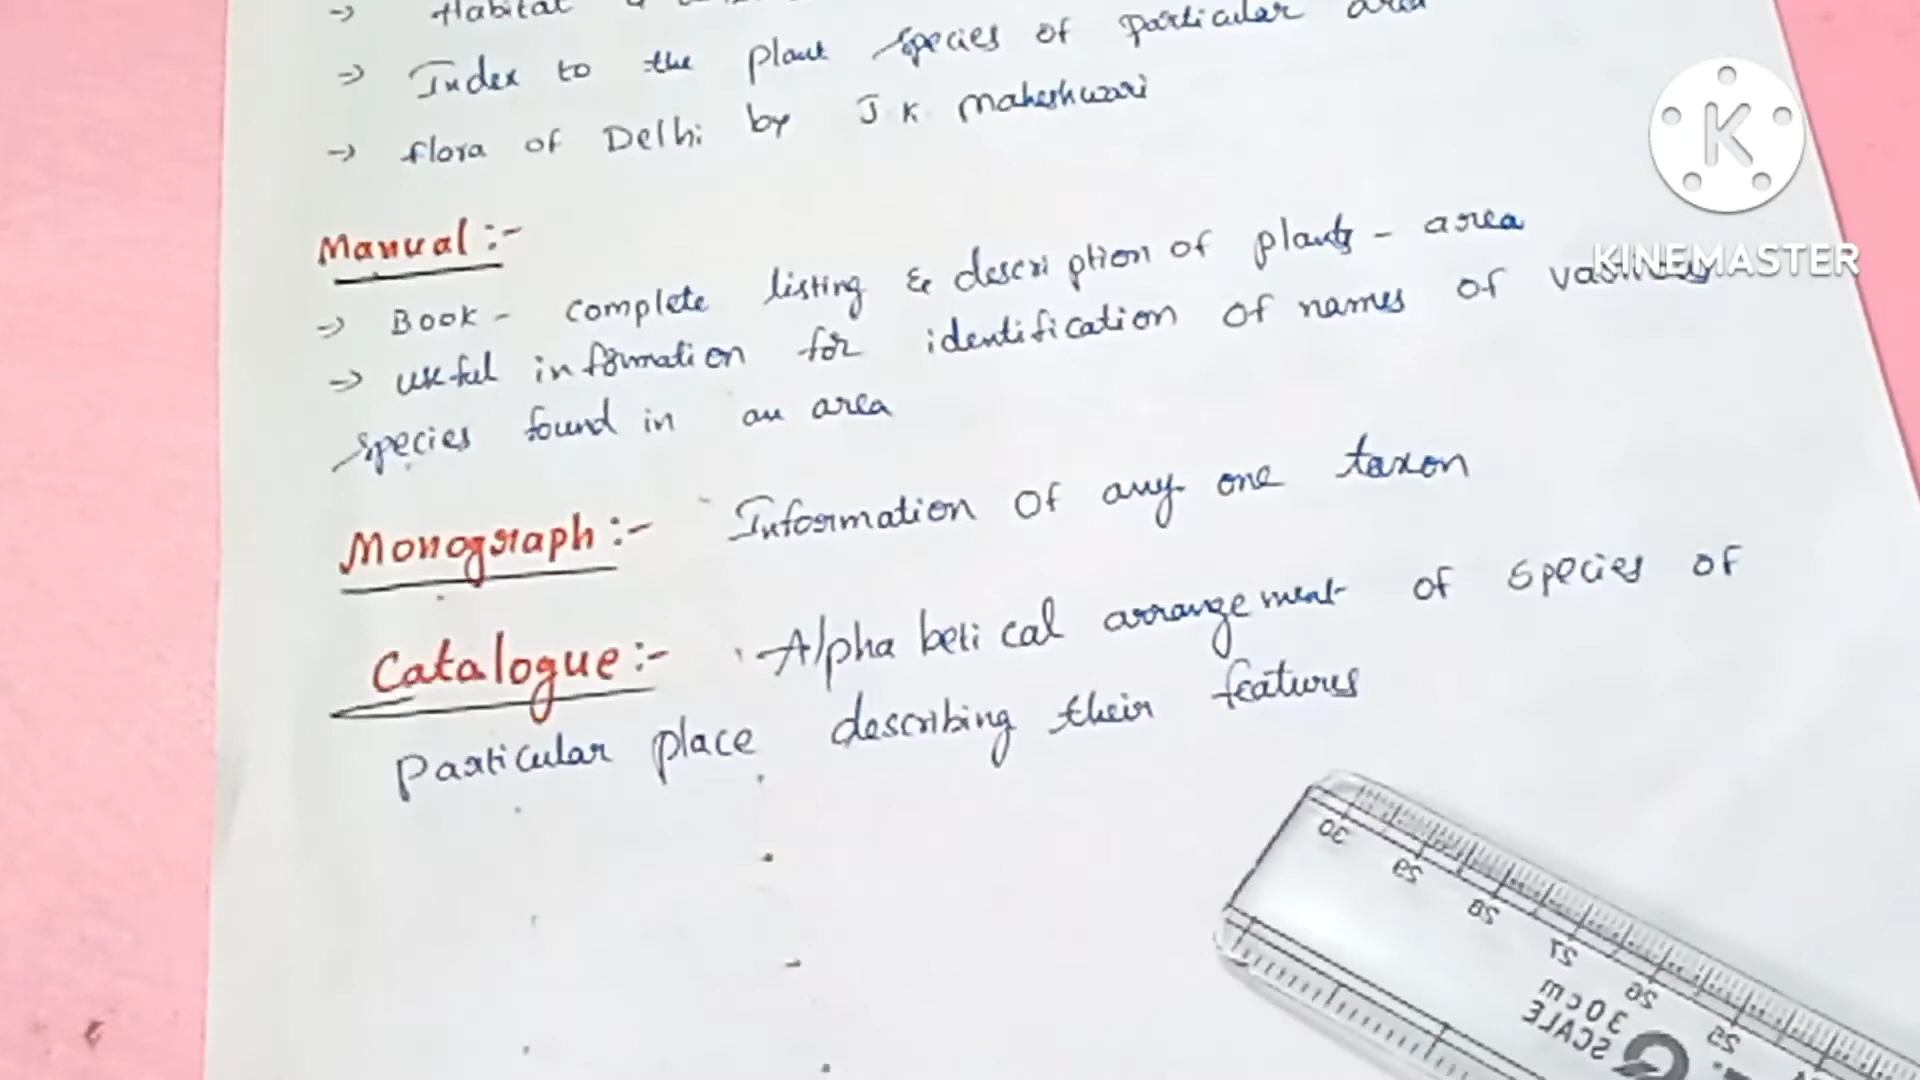 -> Habitat &
-> Index to the plant species of particular area
-> flora of Delhi by J K Maheshwari
Manual :-
-> Book - complete listing & description of plants - area
-> useful information for identification of names of various
species found in an area
Monograph :- Information of any one taxon
Catalogue :- Alphabetical arrangement of species of
Particular place describing their features
K
KINEMASTER
30
29
28
27
26
25
30cm
SCALE